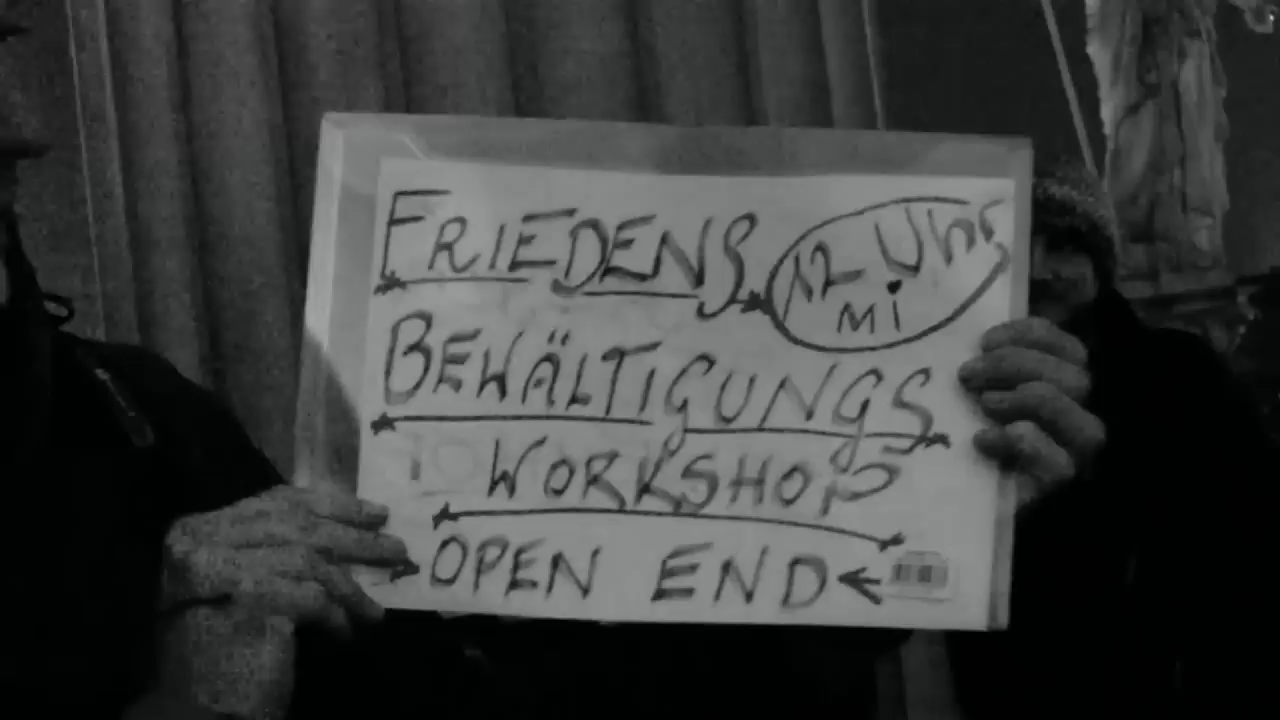 FRIEDENS
12 Uhr
Mi
BEWÄLTIGUNGS
WORKSHOP
OPEN END